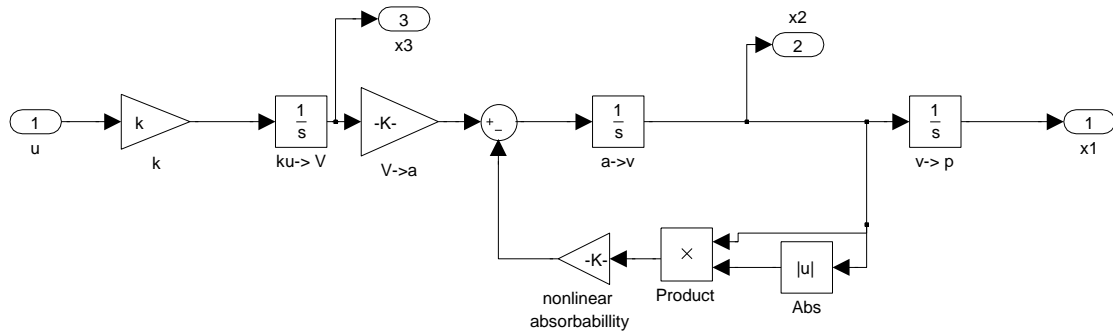 3
x3
x2
2
1
u
k
k
1
s
ku-> V
-K-
V->a
+
−
1
s
a->v
1
s
v-> p
1
x1
-K-
nonlinear
absorbabillity
×
Product
|u|
Abs